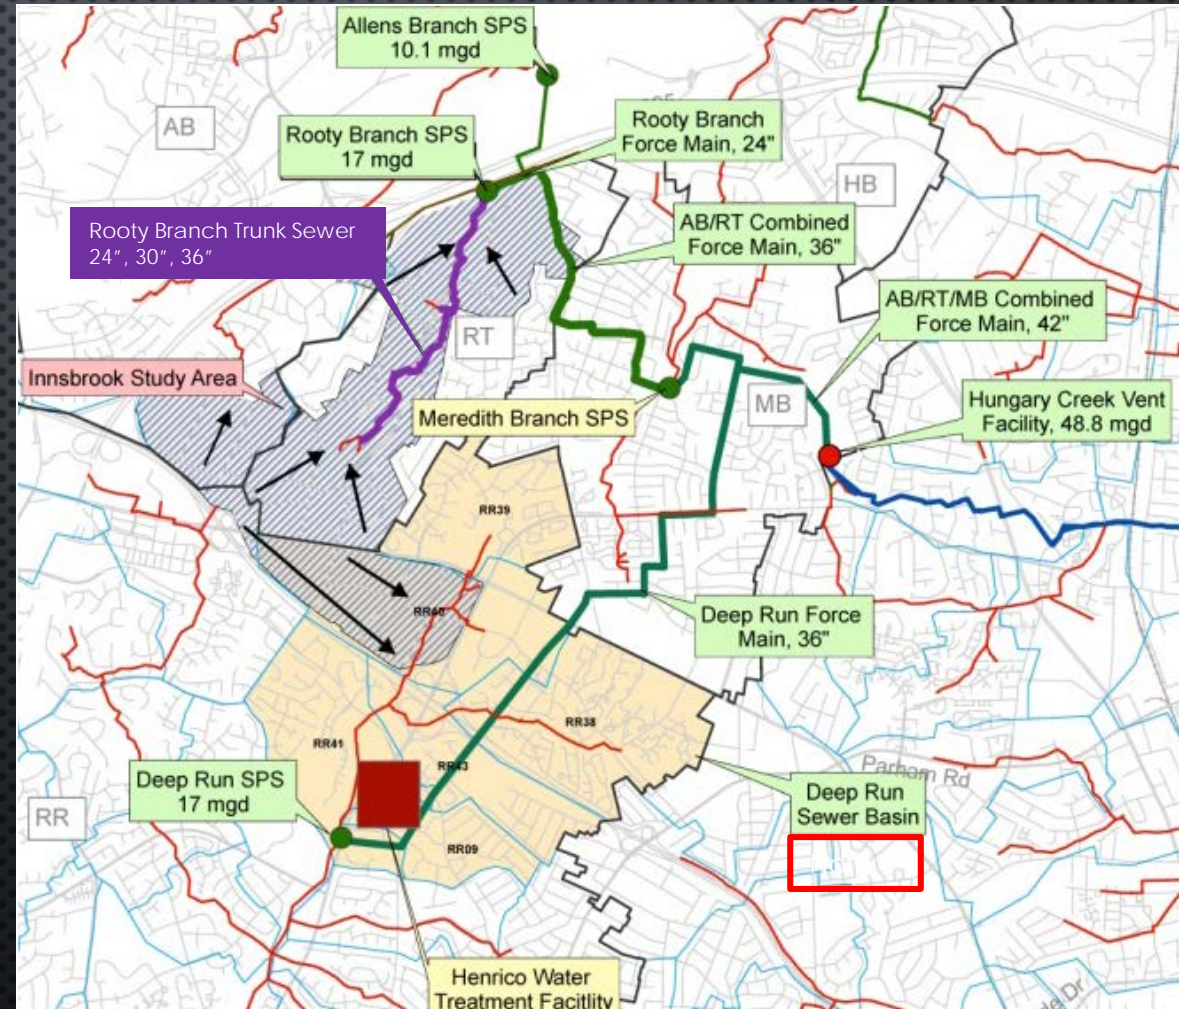 Allens Branch SPS
10.1 mgd
AB
Rooty Branch SPS
17 mgd
Rooty Branch
Force Main, 24"
HB
Rooty Branch Trunk Sewer
24”, 30”, 36”
AB/RT Combined
Force Main, 36"
RT
AB/RT/MB Combined
Force Main, 42"
Innsbrook Study Area
Meredith Branch SPS
MB
Hungary Creek Vent
Facility, 48.8 mgd
RR39
RR40
Deep Run Force
Main, 36"
RR38
RR41
RR43
Parham Rd
Deep Run SPS
17 mgd
Deep Run
Sewer Basin
RR
RR09
Henrico Water
Treatment Facitlity